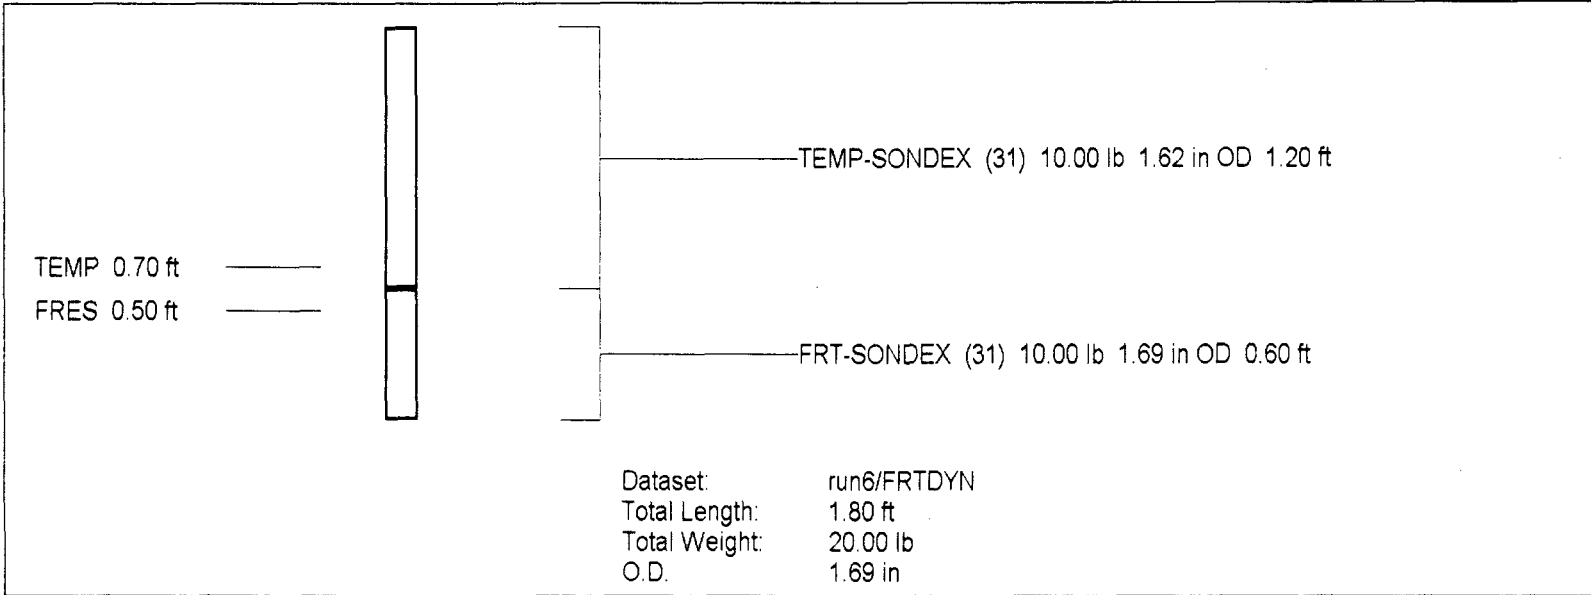 TEMP-SONDEX (31) 10.00 lb 1.62 in OD 1.20 ft
TEMP 0.70 ft
FRES 0.50 ft
FRT-SONDEX (31) 10.00 lb 1.69 in OD 0.60 ft
Dataset: run6/FRTDYN
Total Length: 1.80 ft
Total Weight: 20.00 lb
O.D. 1.69 in